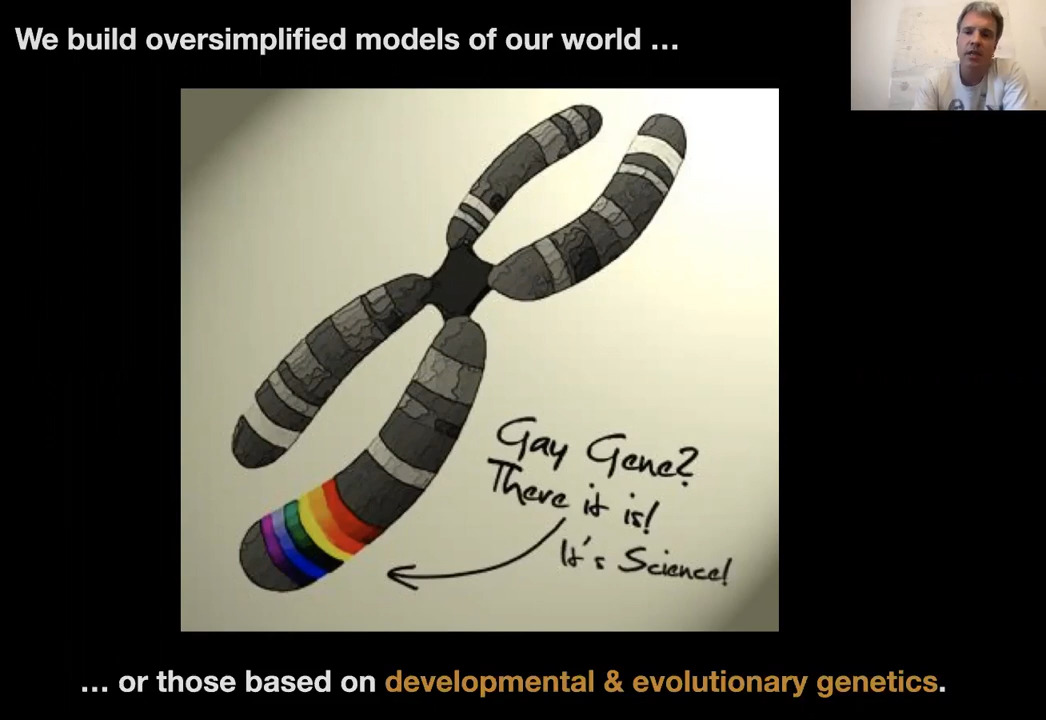 We build oversimplified models of our world ...
Gay Gene?
There it is!
It's Science!
... or those based on developmental & evolutionary genetics.